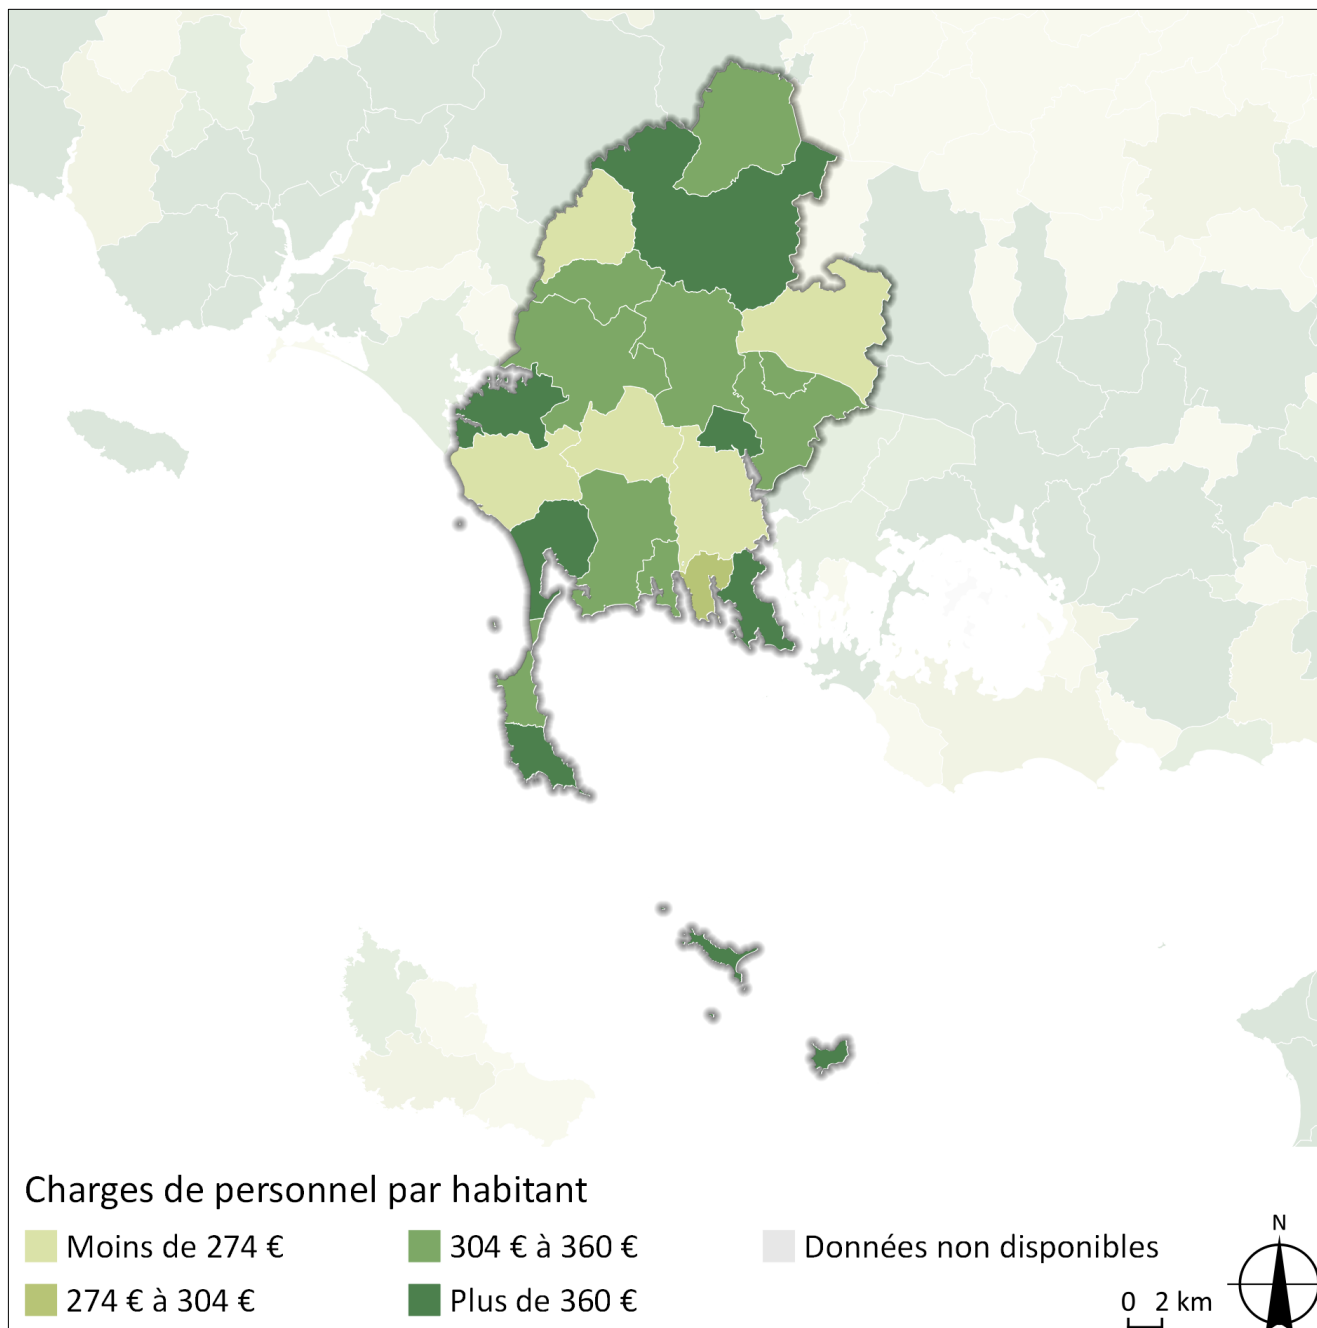 Charges de personnel par habitant
Moins de 274 €
304 € à 360 €
Données non disponibles
274 € à 304 €
Plus de 360 €
0 2 km
N